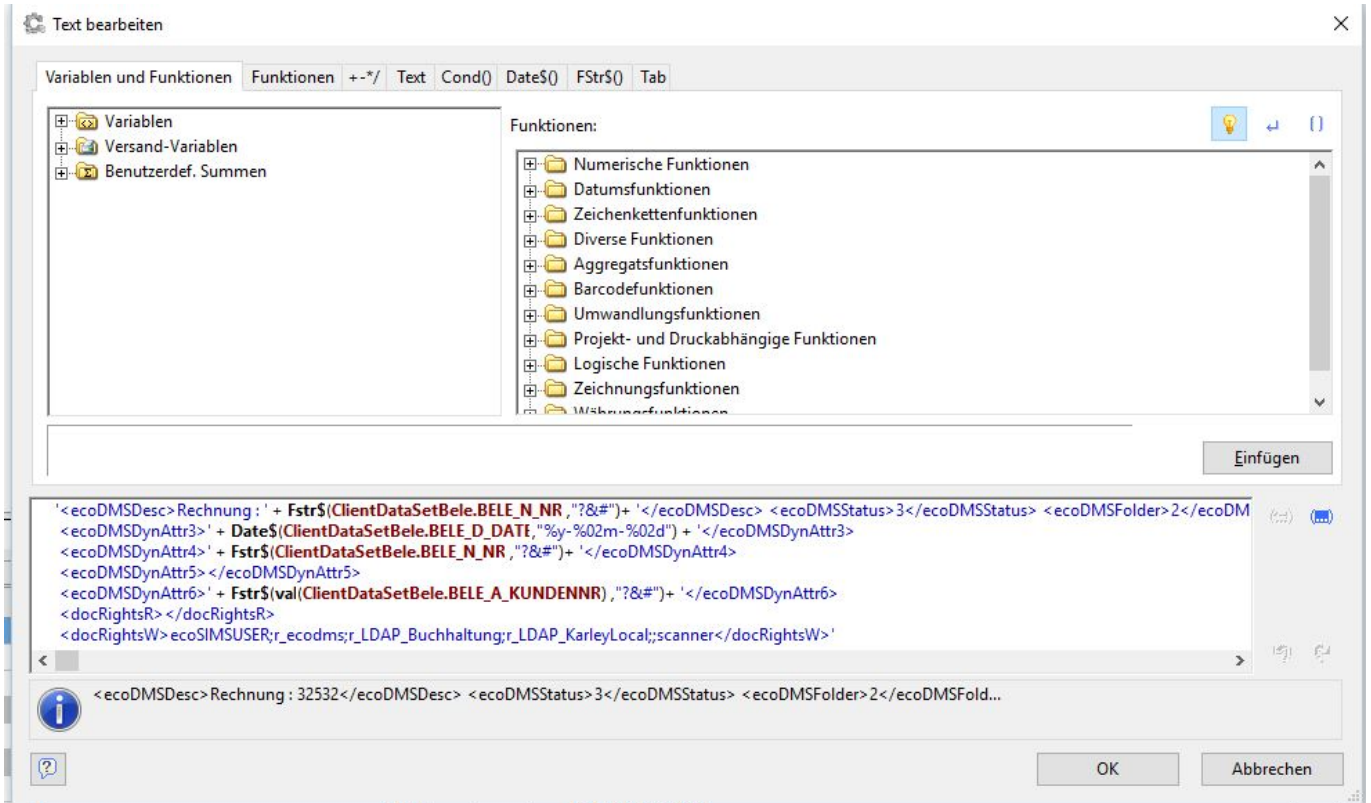 Text bearbeiten
Variablen und Funktionen Funktionen +-*/ Text Cond() Date$() FStr$() Tab
Variablen
Versand-Variablen
Benutzerdef. Summen
Funktionen:
Numerische Funktionen
Datumsfunktionen
Zeichenkettenfunktionen
Diverse Funktionen
Aggregatsfunktionen
Barcodefunktionen
Umwandlungsfunktionen
Projekt- und Druckabhängige Funktionen
Logische Funktionen
Zeichnungsfunktionen
Währungsfunktionen
Einfügen
'<ecoDMSDesc>Rechnung : ' + Fstr$(ClientDataSetBele.BELE_N_NR ,"?&#")+ '</ecoDMSDesc> <ecoDMSStatus>3</ecoDMSStatus> <ecoDMSFolder>2</ecoDM
<ecoDMSDynAttr3>' + Date$(ClientDataSetBele.BELE_D_DATE,"%y-%02m-%02d") + '</ecoDMSDynAttr3>
<ecoDMSDynAttr4>' + Fstr$(ClientDataSetBele.BELE_N_NR ,"?&#")+ '</ecoDMSDynAttr4>
<ecoDMSDynAttr5></ecoDMSDynAttr5>
<ecoDMSDynAttr6>' + Fstr$(val(ClientDataSetBele.BELE_A_KUNDENNR) ,"?&#")+ '</ecoDMSDynAttr6>
<docRightsR></docRightsR>
<docRightsW>ecoSIMSUSER;r_ecodms;r_LDAP_Buchhaltung;r_LDAP_KarleyLocal;;scanner</docRightsW>'
<ecoDMSDesc>Rechnung : 32532</ecoDMSDesc> <ecoDMSStatus>3</ecoDMSStatus> <ecoDMSFolder>2</ecoDMSFold...
OK Abbrechen